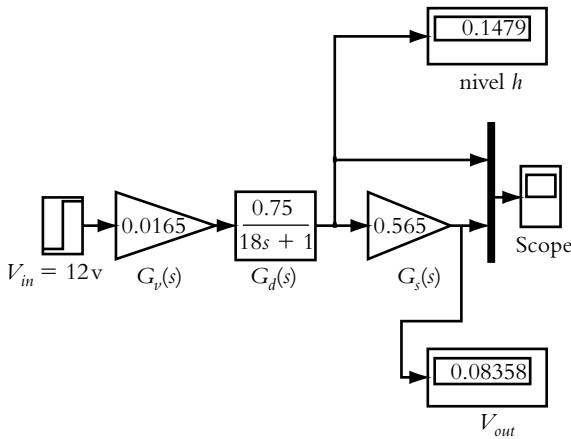 0.1479
nivel h
0.0165
0.75
18s + 1
0.565
Scope
V_in = 12v
G_v(s)
G_d(s)
G_s(s)
0.08358
V_out